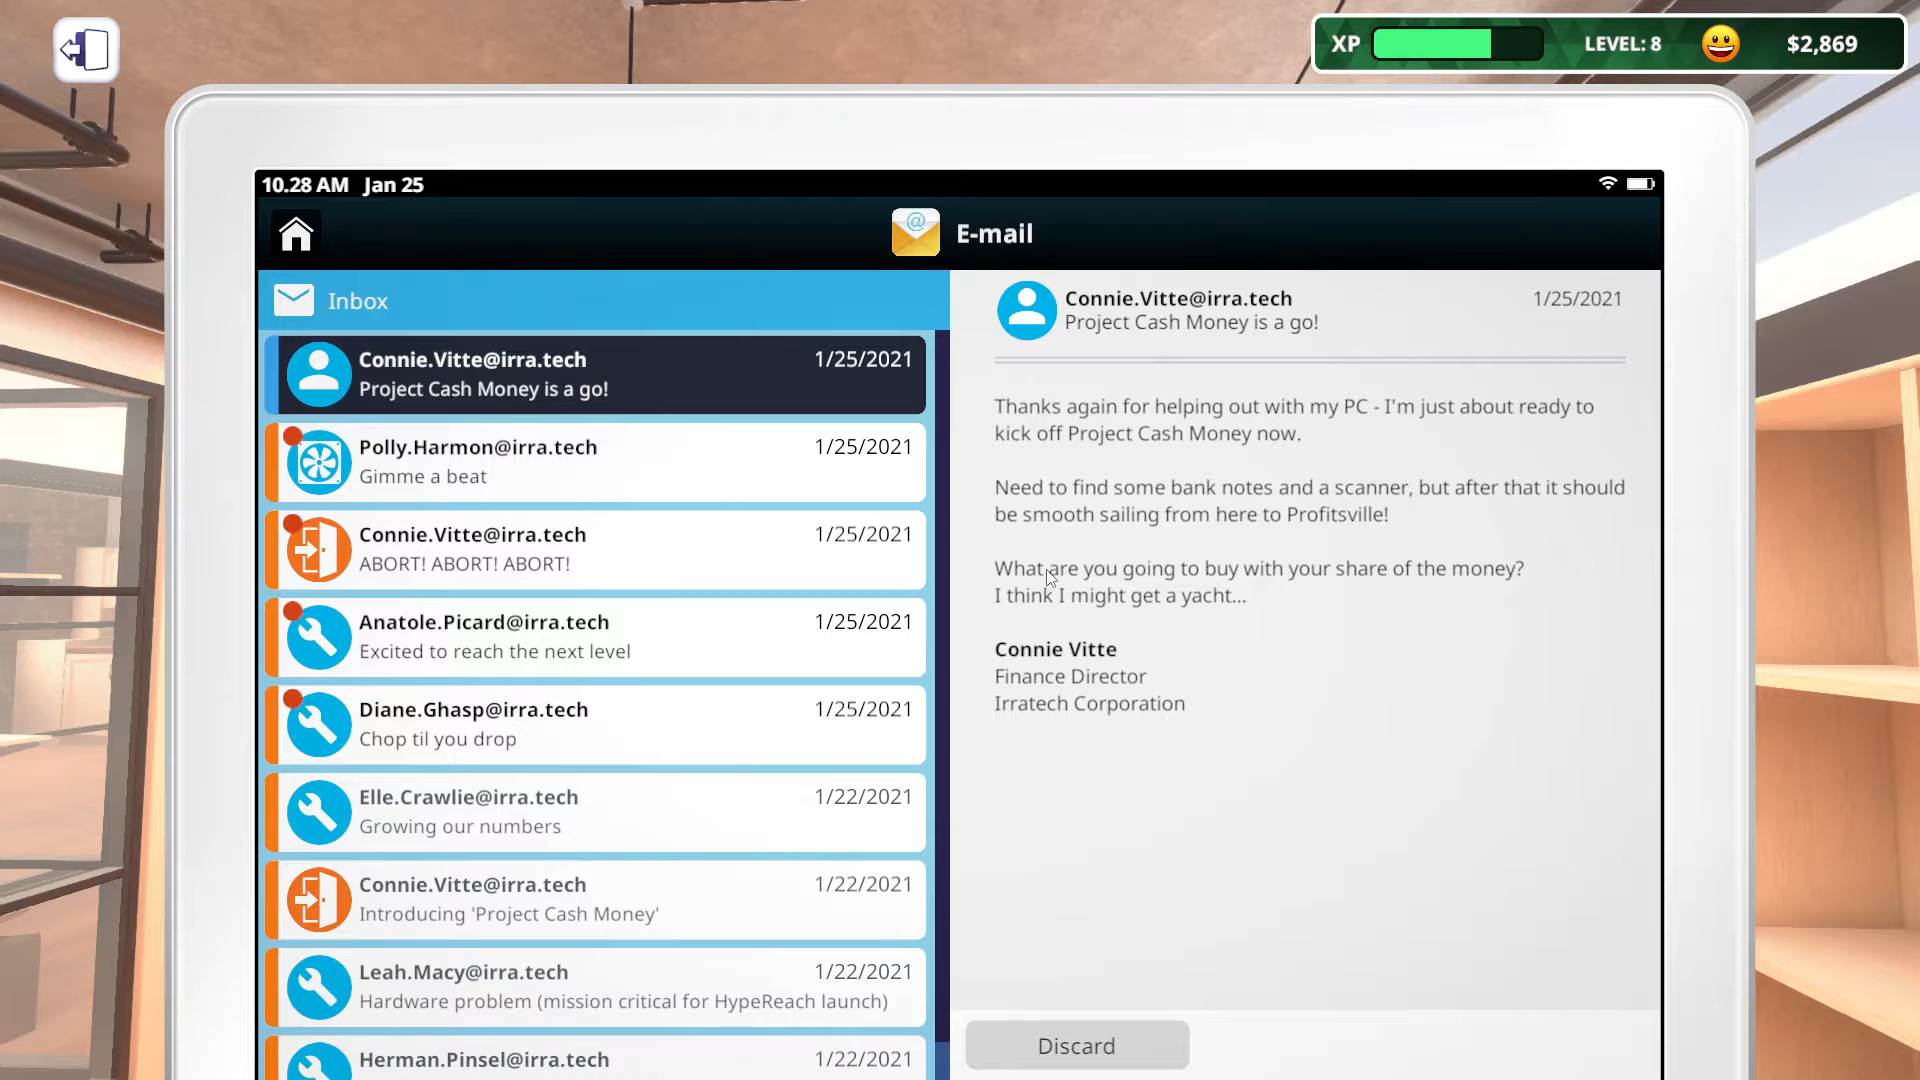 XP
LEVEL: 8
$2,869
10.28 AM Jan 25
E-mail
Inbox
Connie.Vitte@irra.tech 1/25/2021
Project Cash Money is a go!
Polly.Harmon@irra.tech 1/25/2021
Gimme a beat
Connie.Vitte@irra.tech 1/25/2021
ABORT! ABORT! ABORT!
Anatole.Picard@irra.tech 1/25/2021
Excited to reach the next level
Diane.Ghasp@irra.tech 1/25/2021
Chop til you drop
Elle.Crawlie@irra.tech 1/22/2021
Growing our numbers
Connie.Vitte@irra.tech 1/22/2021
Introducing 'Project Cash Money'
Leah.Macy@irra.tech 1/22/2021
Hardware problem (mission critical for HypeReach launch)
Herman.Pinsel@irra.tech 1/22/2021
Connie.Vitte@irra.tech 1/25/2021
Project Cash Money is a go!
Thanks again for helping out with my PC - I'm just about ready to
kick off Project Cash Money now.
Need to find some bank notes and a scanner, but after that it should
be smooth sailing from here to Profitsville!
What are you going to buy with your share of the money?
I think I might get a yacht...
Connie Vitte
Finance Director
Irratech Corporation
Discard